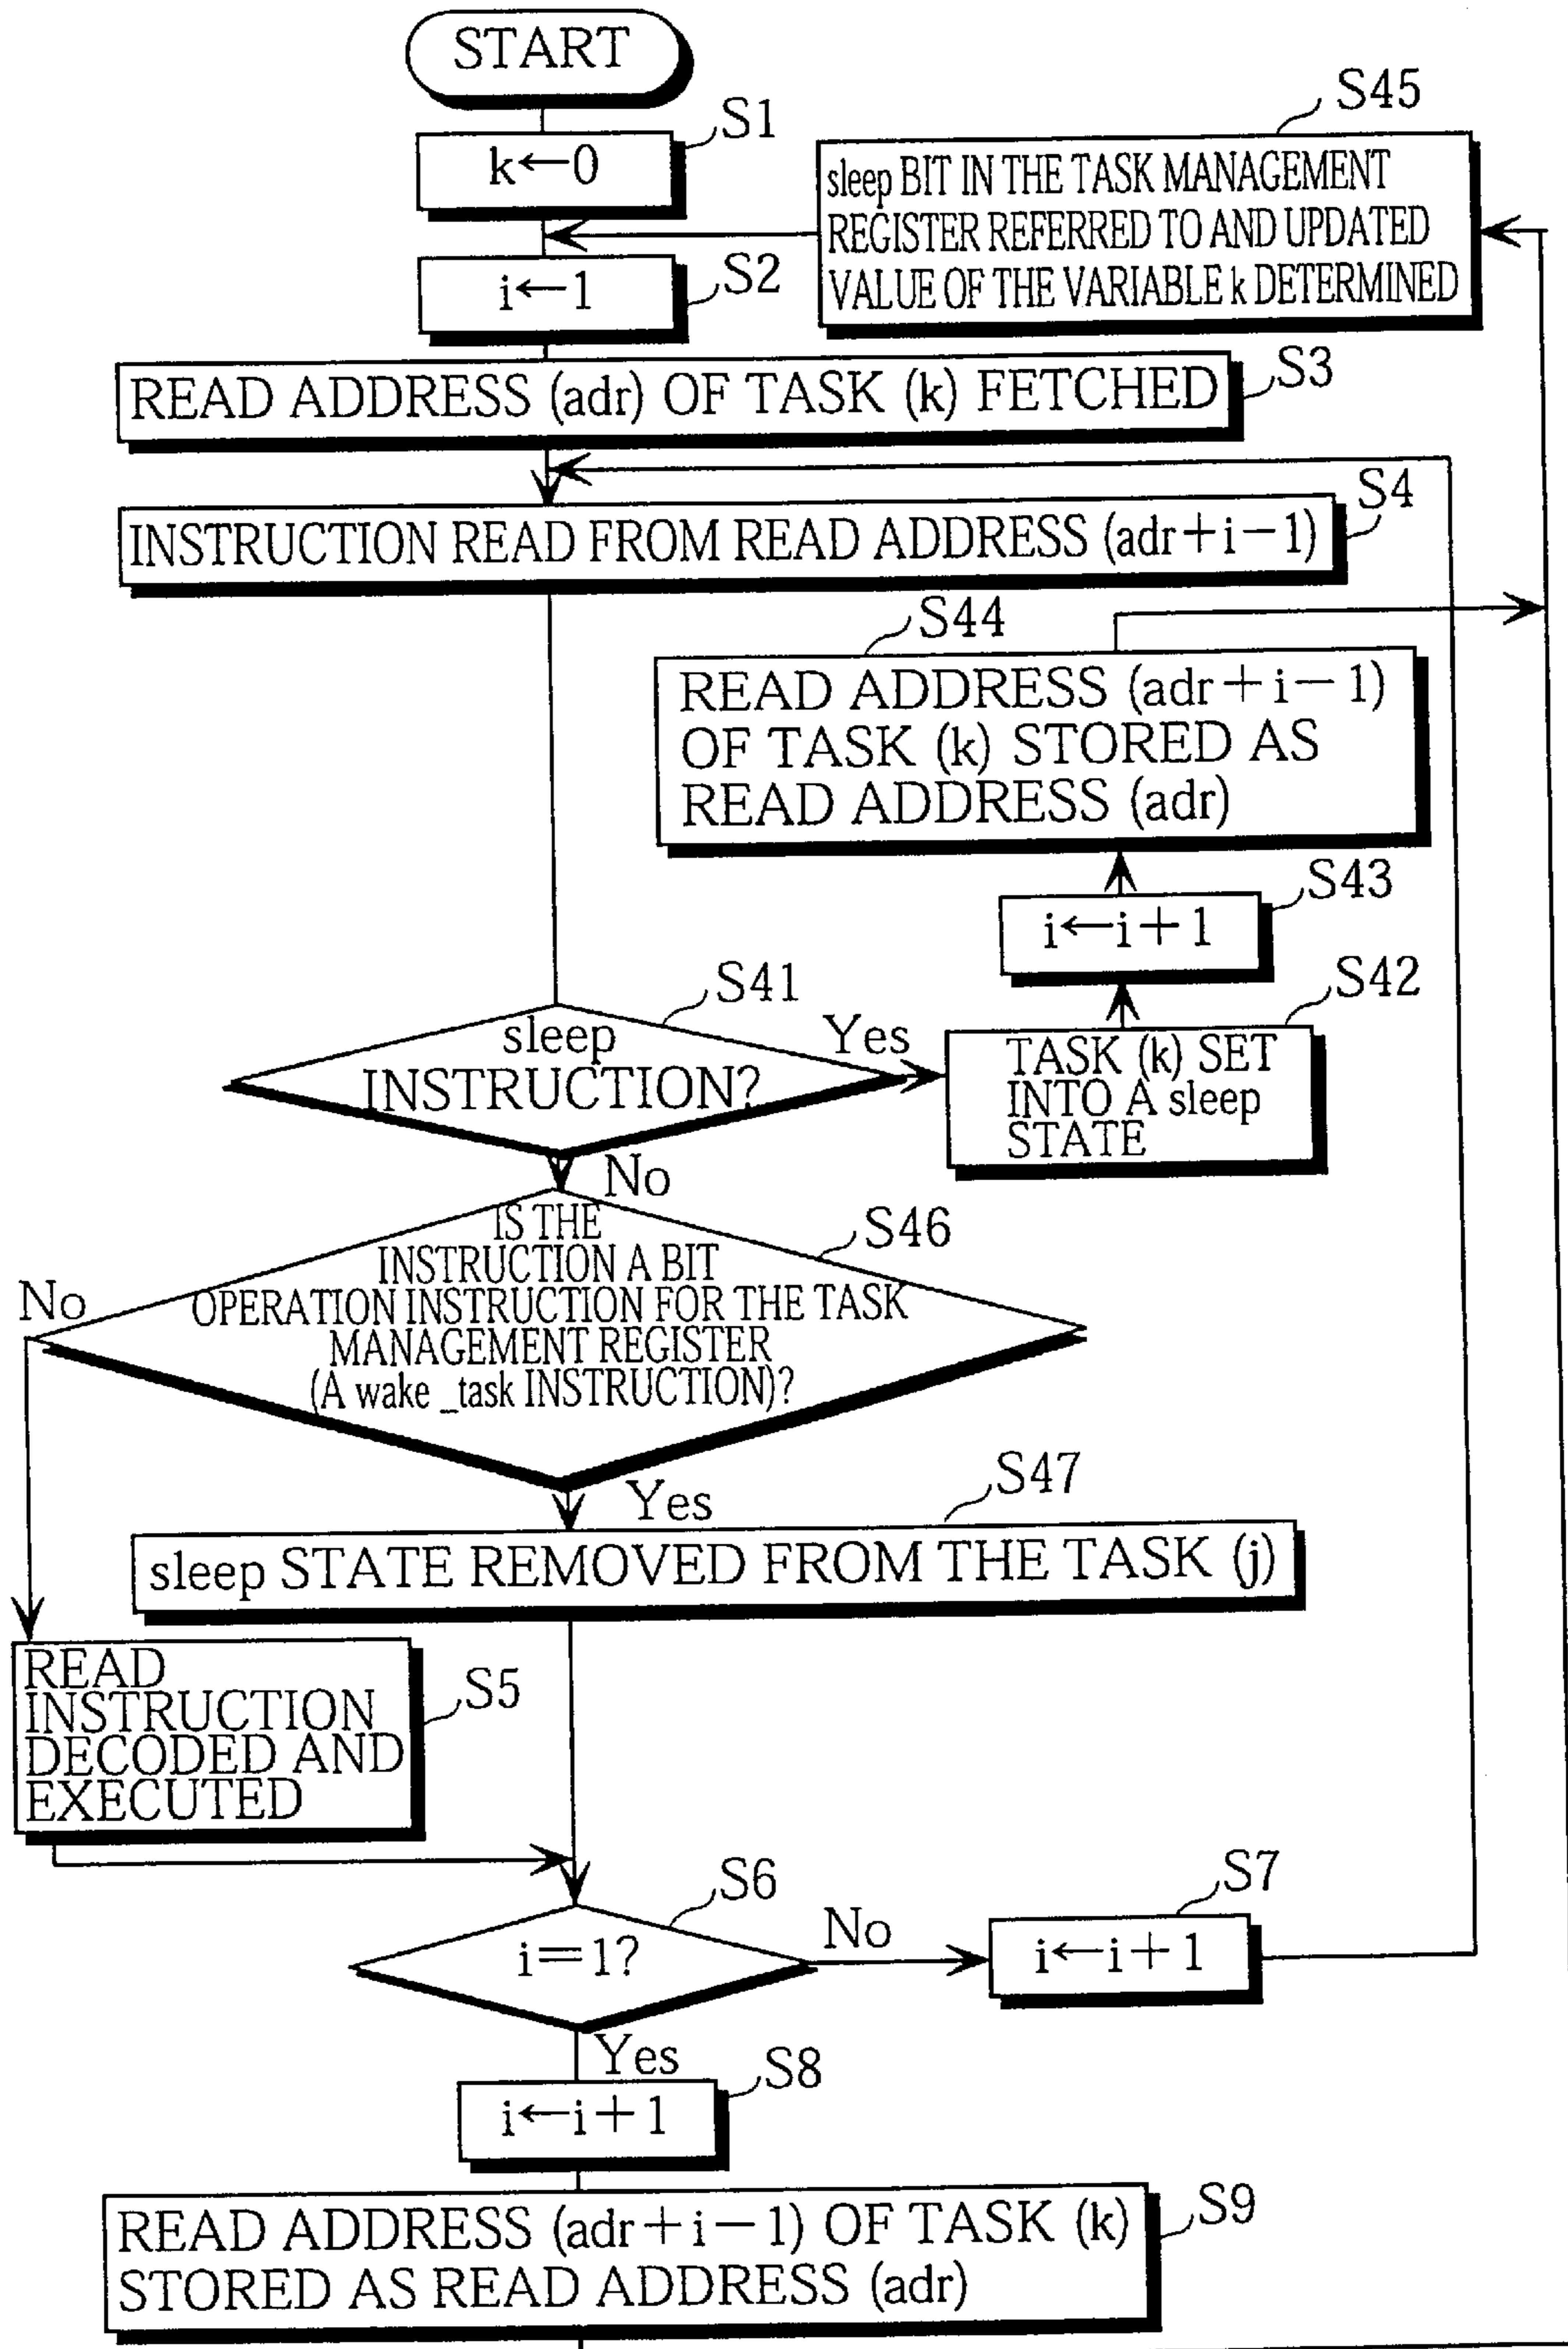 START
S1
k←0
S45
sleep BIT IN THE TASK MANAGEMENT
REGISTER REFERRED TO AND UPDATED
VALUE OF THE VARIABLE k DETERMINED
S2
i←1
S3
READ ADDRESS (adr) OF TASK (k) FETCHED
S4
INSTRUCTION READ FROM READ ADDRESS (adr+i−1)
S44
READ ADDRESS (adr+i−1)
OF TASK (k) STORED AS
READ ADDRESS (adr)
S43
i←i+1
S41
sleep
INSTRUCTION?
Yes
S42
TASK (k) SET
INTO A sleep
STATE
No
S46
IS THE
INSTRUCTION A BIT
OPERATION INSTRUCTION FOR THE TASK
MANAGEMENT REGISTER
(A wake _task INSTRUCTION)?
No
Yes
S47
sleep STATE REMOVED FROM THE TASK (j)
S5
READ
INSTRUCTION
DECODED AND
EXECUTED
S6
i=1?
No
S7
i←i+1
Yes
S8
i←i+1
S9
READ ADDRESS (adr+i−1) OF TASK (k)
STORED AS READ ADDRESS (adr)